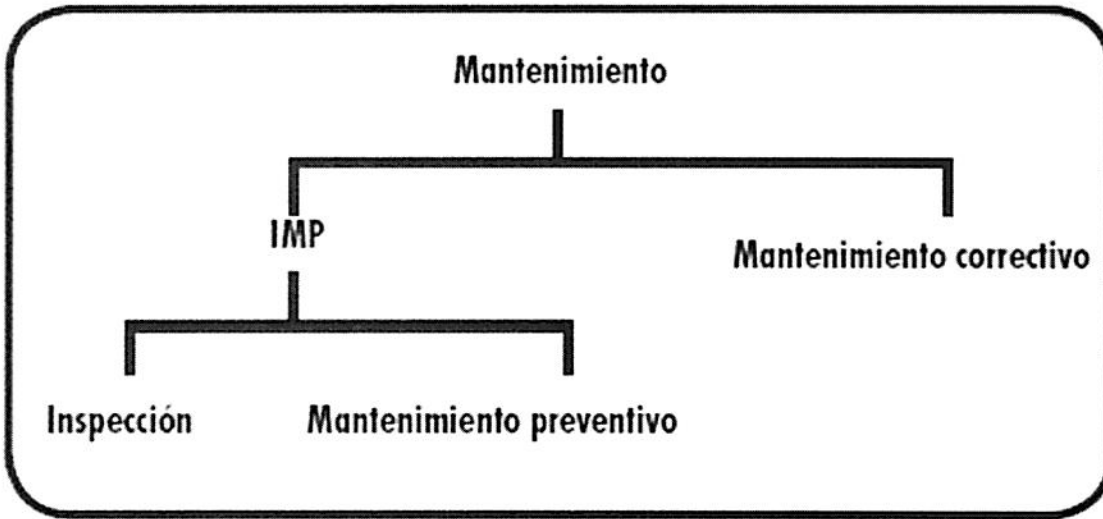 Mantenimiento
IMP
Mantenimiento correctivo
Inspección
Mantenimiento preventivo